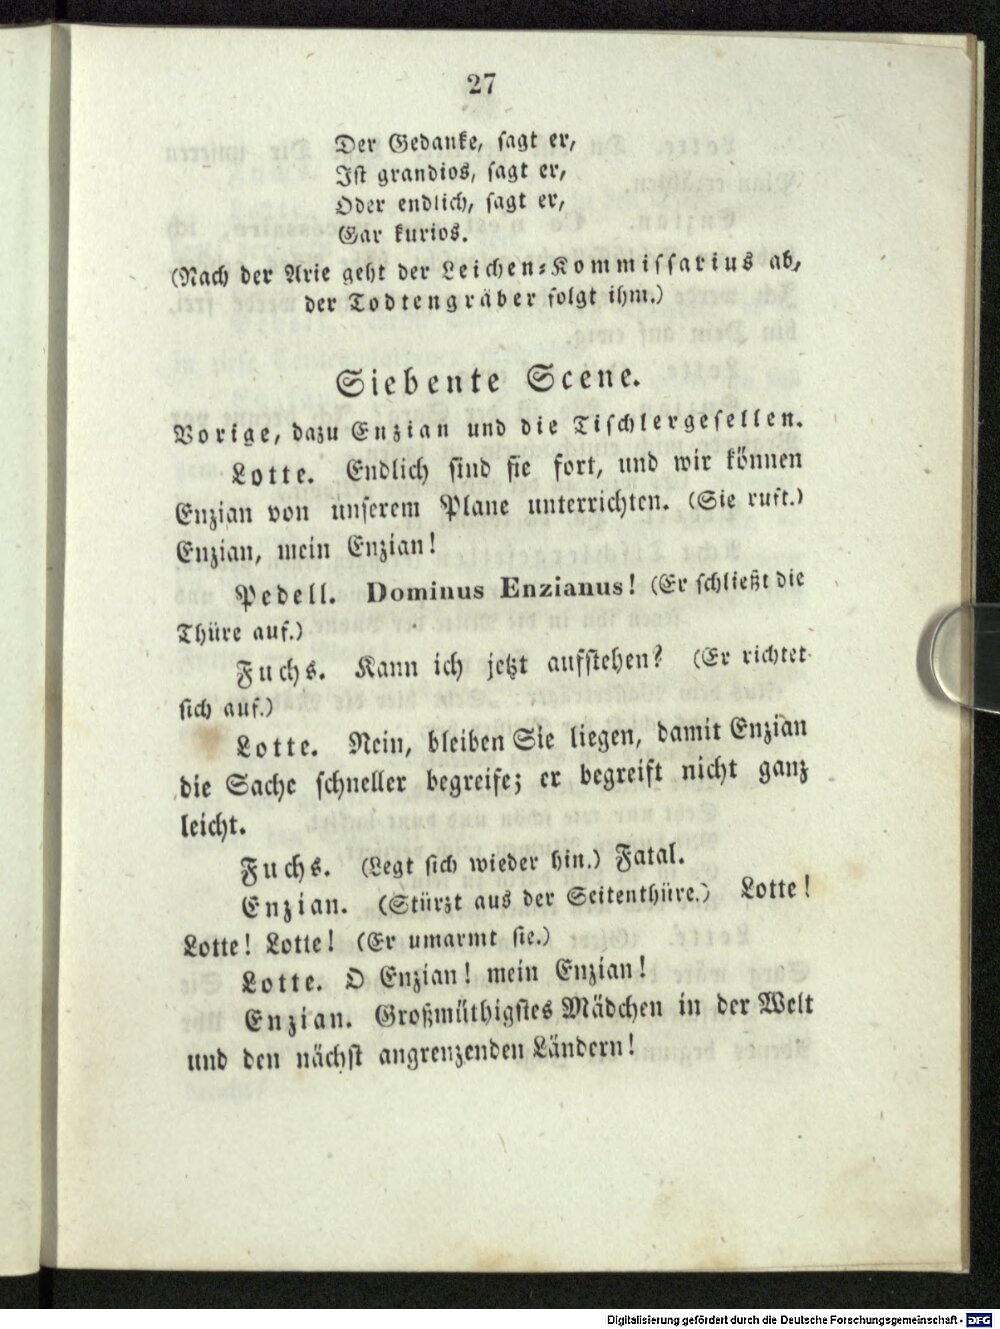 27
Der Gedanke, sagt er,
Ist grandios, sagt er,
Oder endlich, sagt er,
Gar kurios.
(Nach der Arie geht der Leichen-Kommissarius ab,
der Todtengräber folgt ihm.)
Siebente Scene.
Vorige, dazu Enzian und die Tischlergesellen.
Lotte. Endlich sind sie fort, und wir können
Enzian von unserem Plane unterrichten. (Sie ruft.)
Enzian, mein Enzian!
Pedell. Dominus Enzianus! (Er schließt die
Thüre auf.)
Fuchs. Kann ich jetzt aufstehen? (Er richtet
sich auf.)
Lotte. Nein, bleiben Sie liegen, damit Enzian
die Sache schneller begreife; er begreift nicht ganz
leicht.
Fuchs. (Legt sich wieder hin.) Fatal.
Enzian. (Stürzt aus der Seitenthüre.) Lotte!
Lotte! Lotte! (Er umarmt sie.)
Lotte. O Enzian! mein Enzian!
Enzian. Großmüthigstes Mädchen in der Welt
und den nächst angrenzenden Ländern!
Digitalisierung gefördert durch die Deutsche Forschungsgemeinschaft - DFG